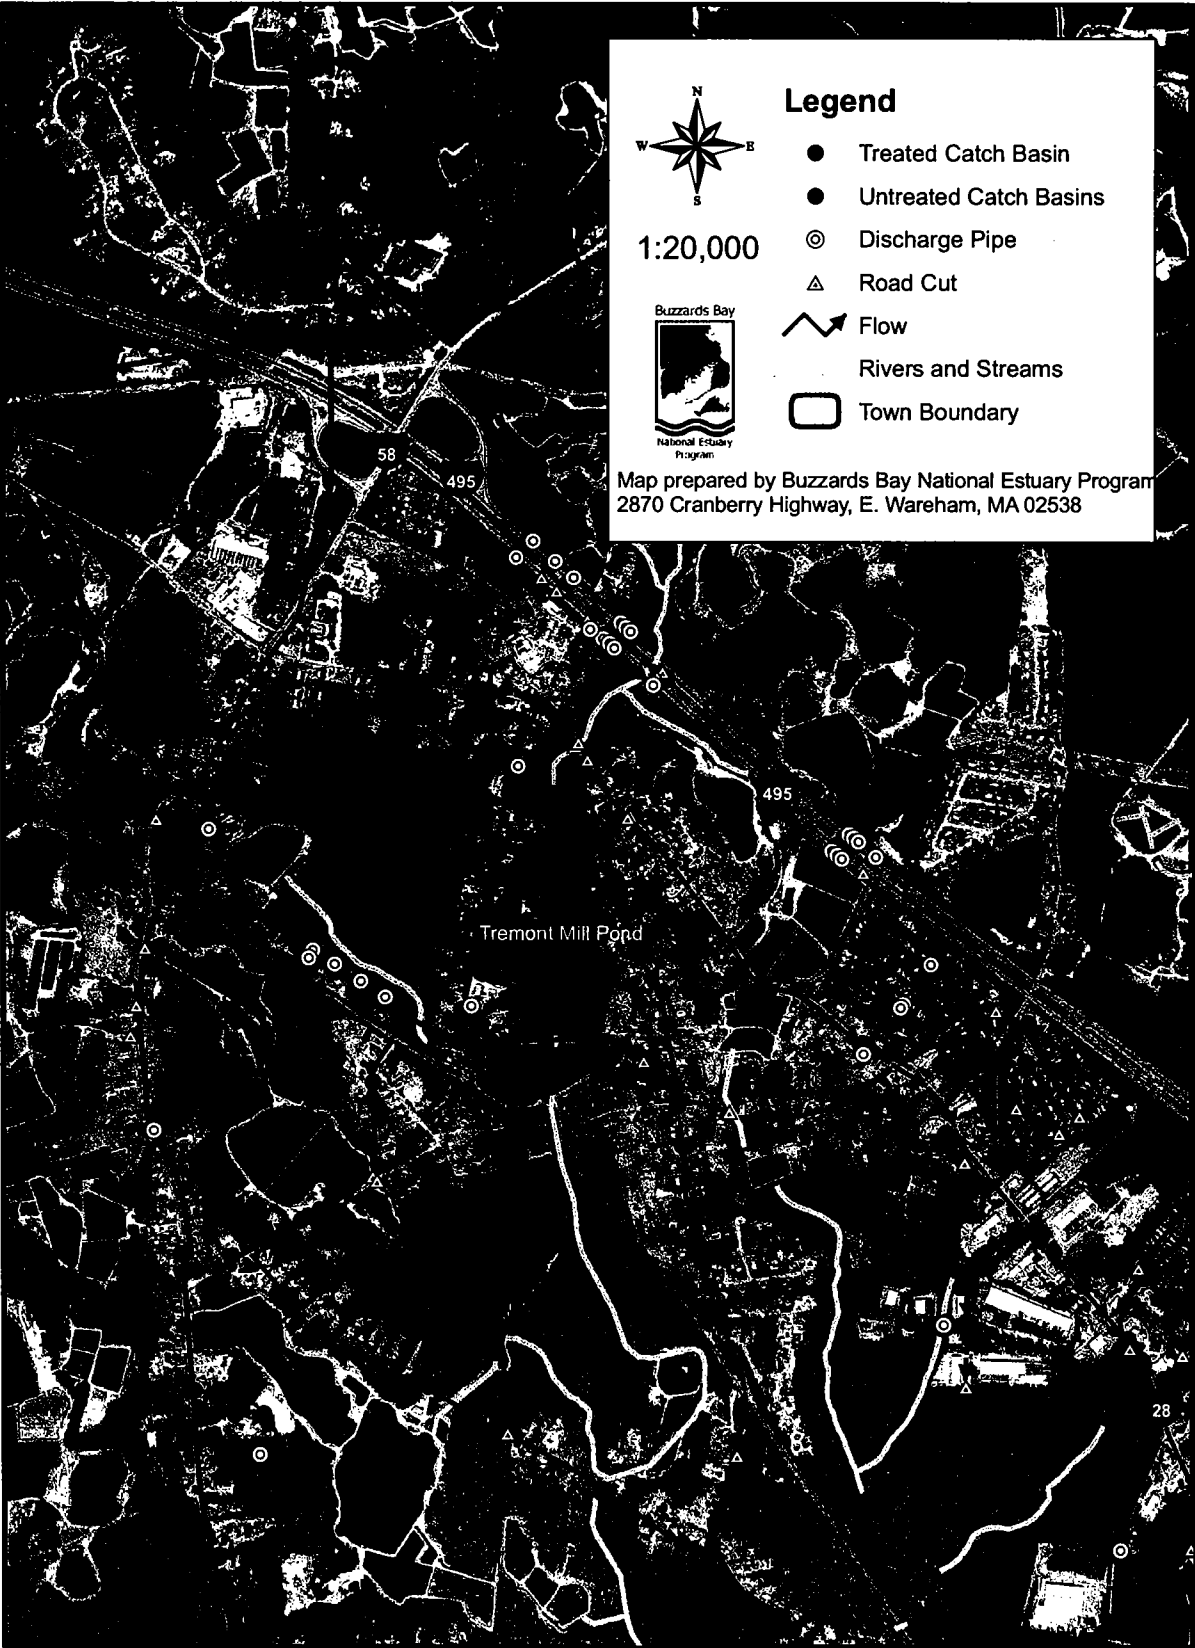 Legend
N
W E
S
Treated Catch Basin
Untreated Catch Basins
1:20,000
Discharge Pipe
Road Cut
Buzzards Bay
National Estuary
Program
Flow
Rivers and Streams
Town Boundary
Map prepared by Buzzards Bay National Estuary Program
2870 Cranberry Highway, E. Wareham, MA 02538
58
495
495
Tremont Mill Pond
28